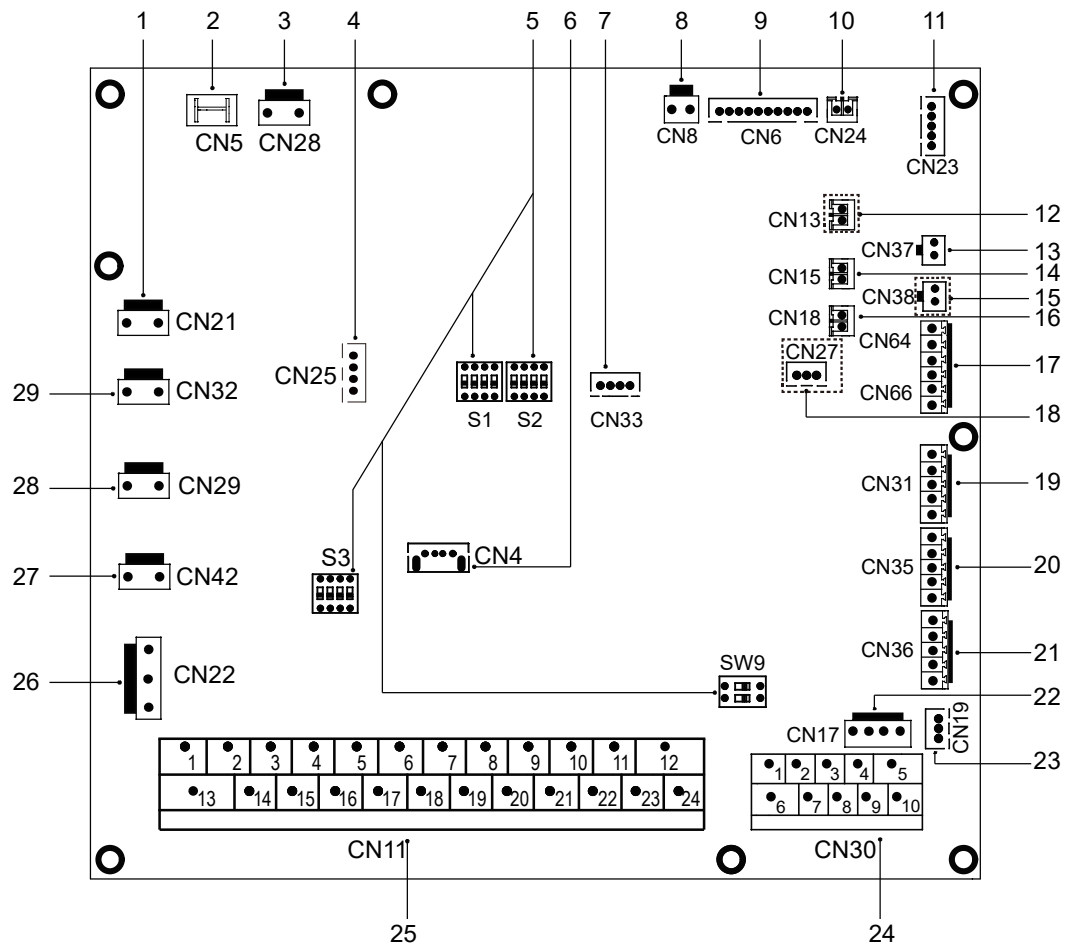 1 2 3 4 5 6 7 8 9 10 11
CN5 CN28 CN8 CN6 CN24 CN23
CN13 12
CN37 13
CN15 14
CN38 15
CN18 16
CN21 CN27 CN64
CN25 17
29 CN32 CN66
S1 S2 CN33 18
28 CN29 CN31 19
S3 CN4
27 CN42 CN35 20
CN36 21
26 CN22 SW9
22
CN17 CN19
23
1 2 3 4 5 6 7 8 9 10 11 12
1 2 3 4 5
13 14 15 16 17 18 19 20 21 22 23 24
6 7 8 9 10
CN11 CN30
25 24